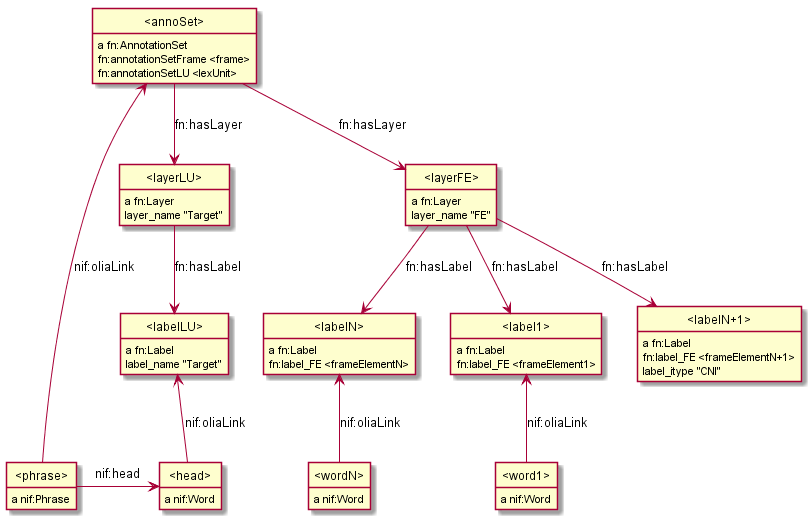 <annoSet>
a fn:AnnotationSet
fn:annotationSetFrame <frame>
fn:annotationSetLU <lexUnit>
fn:hasLayer
fn:hasLayer
<layerLU>
a fn:Layer
layer_name "Target"
<layerFE>
a fn:Layer
layer_name "FE"
nif:oliaLink
fn:hasLabel
fn:hasLabel
fn:hasLabel
fn:hasLabel
<labelLU>
a fn:Label
label_name "Target"
<labelN>
a fn:Label
fn:label_FE <frameElementN>
<label1>
a fn:Label
fn:label_FE <frameElement1>
<labelN+1>
a fn:Label
fn:label_FE <frameElementN+1>
label_itype "CNI"
nif:oliaLink
nif:oliaLink
nif:oliaLink
<phrase>
a nif:Phrase
nif:head
<head>
a nif:Word
<wordN>
a nif:Word
<word1>
a nif:Word